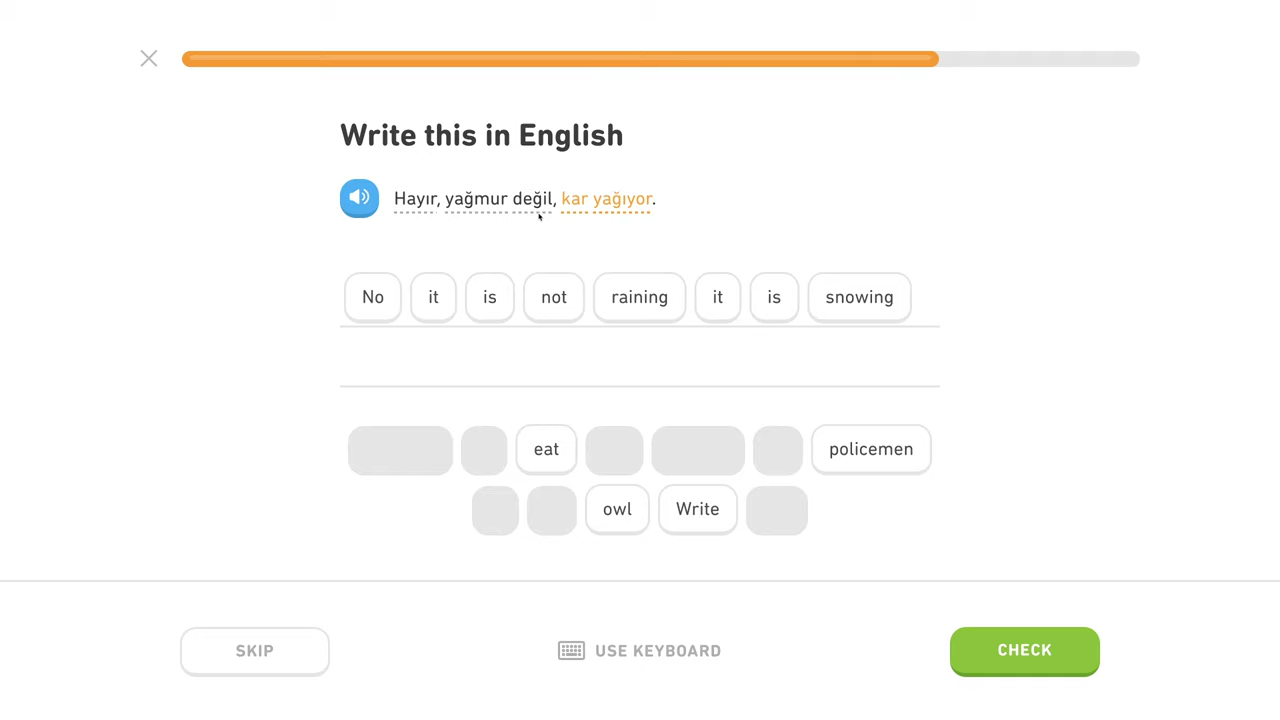 Write this in English
Hayır, yağmur değil, kar yağıyor.
No it is not raining it is snowing
eat policemen
owl Write
SKIP USE KEYBOARD CHECK